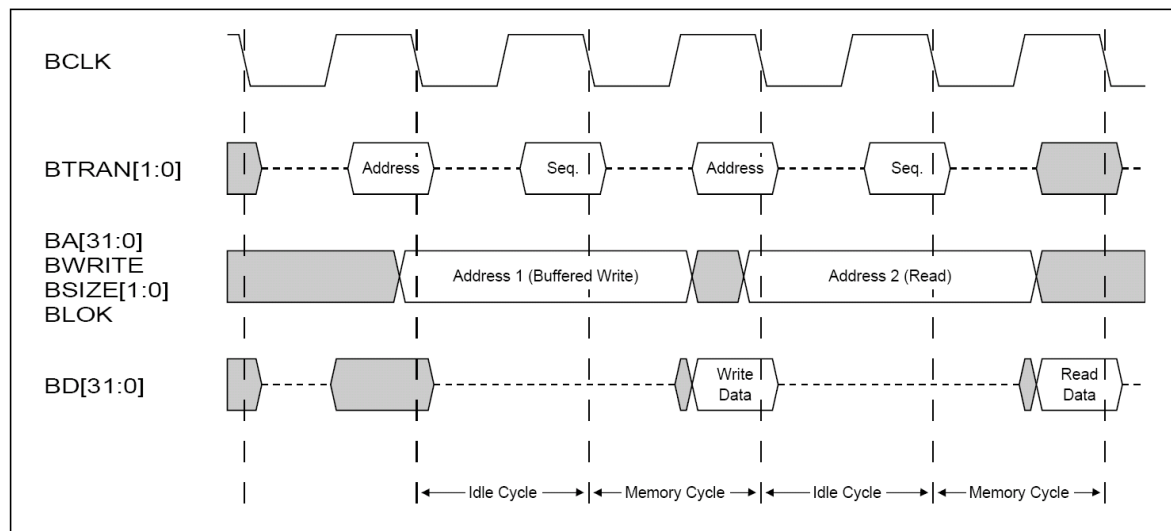 BCLK
BTRAN[1:0]
Address
Seq.
Address
Seq.
BA[31:0]
BWRITE
BSIZE[1:0]
BLOK
Address 1 (Buffered Write)
Address 2 (Read)
BD[31:0]
Write
Data
Read
Data
Idle Cycle
Memory Cycle
Idle Cycle
Memory Cycle